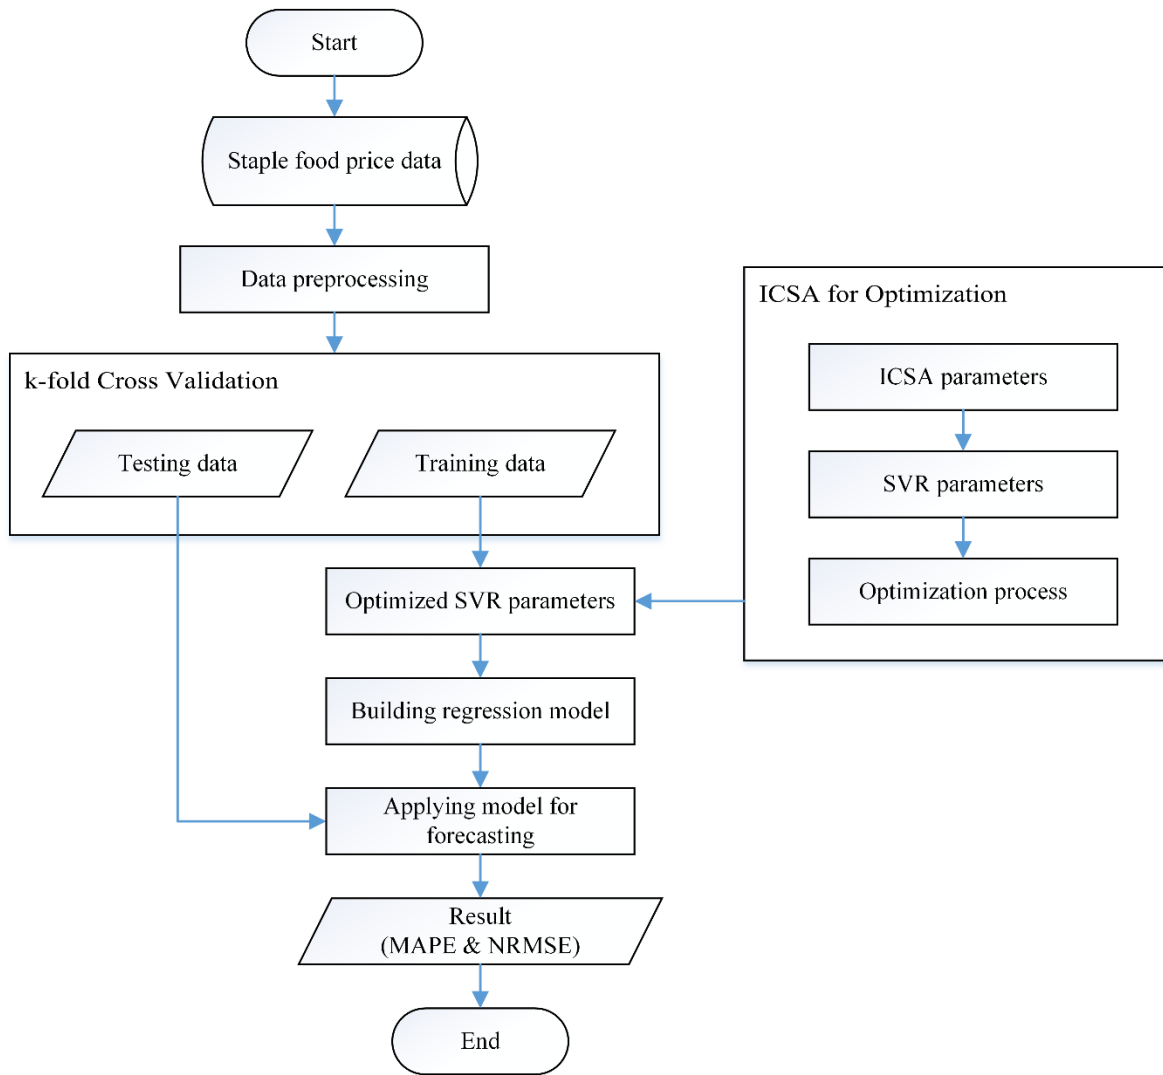 Start
Staple food price data
Data preprocessing
k-fold Cross Validation
Testing data
Training data
ICSA for Optimization
ICSA parameters
SVR parameters
Optimization process
Optimized SVR parameters
Building regression model
Applying model for
forecasting
Result
(MAPE & NRMSE)
End